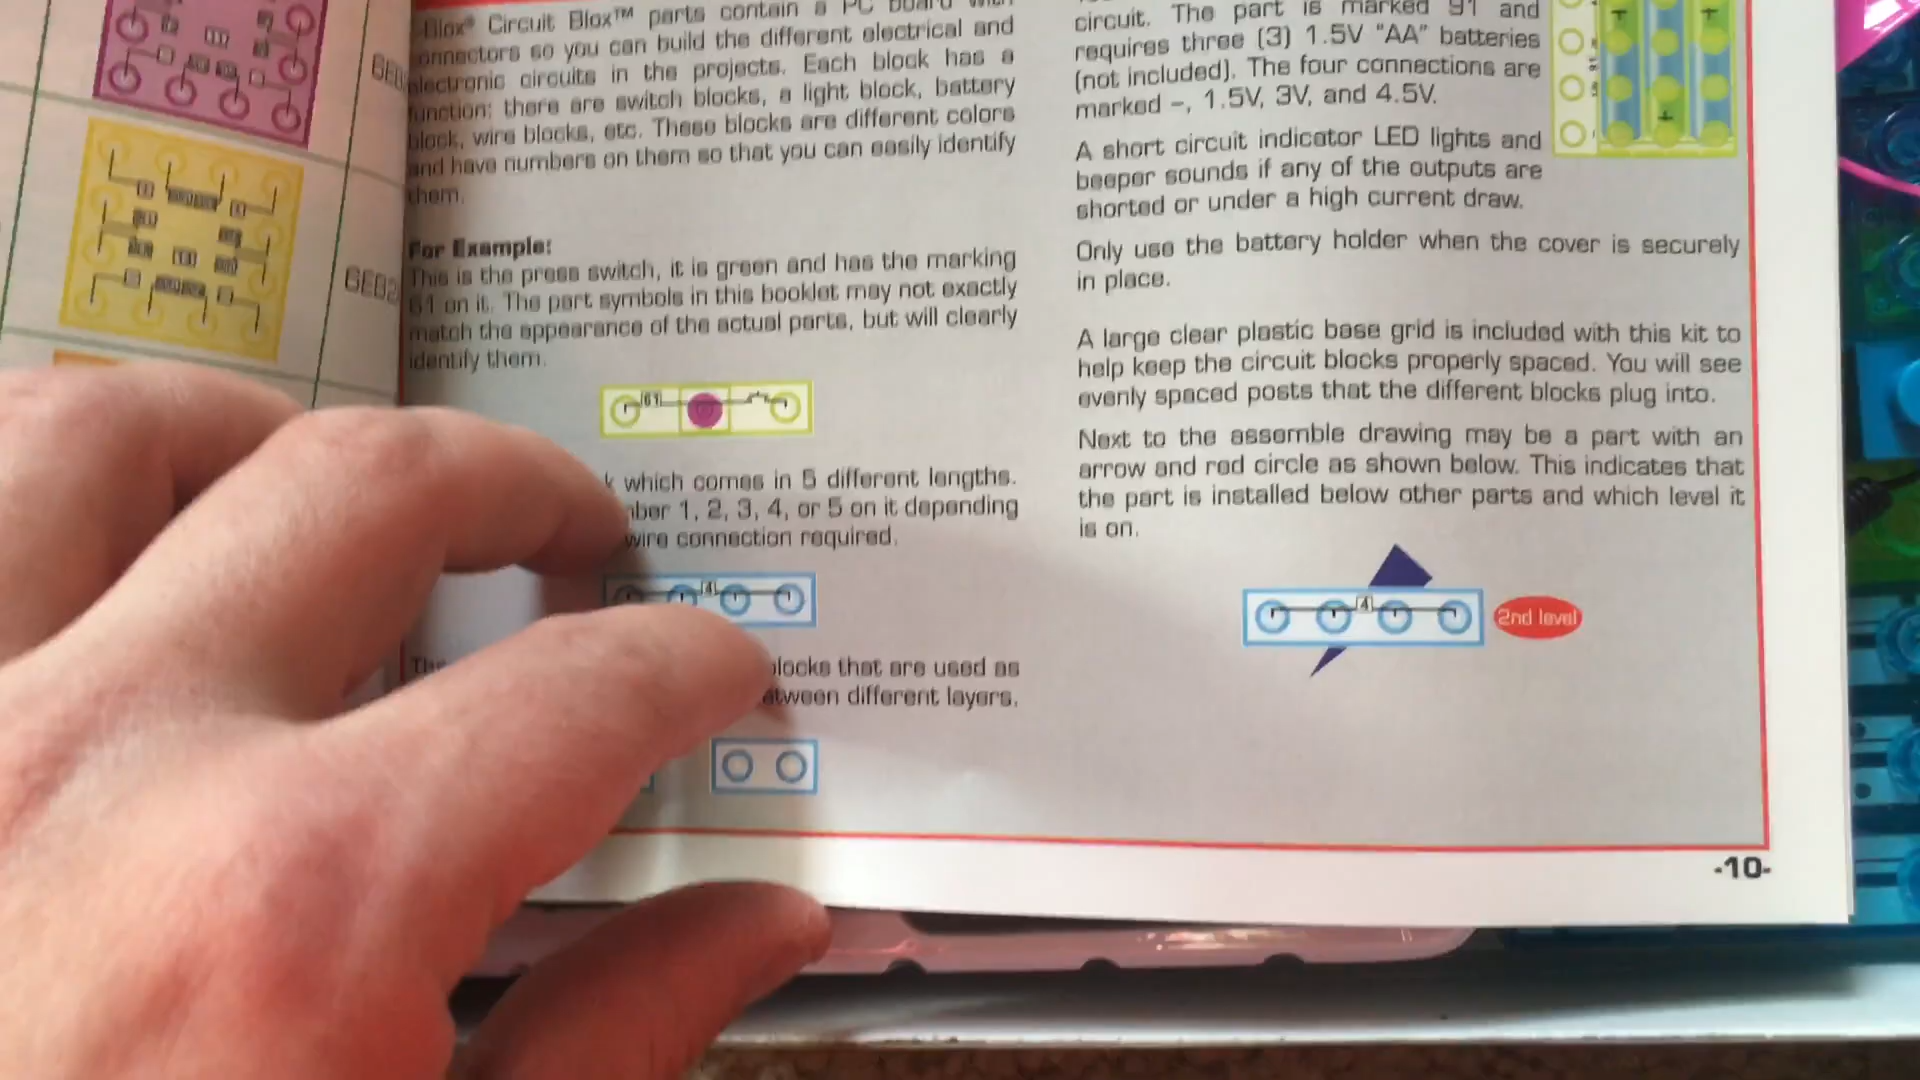 Blox® Circuit Blox™ parts contain a PC board with
connectors so you can build the different electrical and
electronic circuits in the projects. Each block has a
function: there are switch blocks, a light block, battery
block, wire blocks, etc. These blocks are different colors
and have numbers on them so that you can easily identify
them.
For Example:
This is the press switch, it is green and has the marking
61 on it. The part symbols in this booklet may not exactly
match the appearance of the actual parts, but will clearly
identify them.
61
which comes in 5 different lengths.
1, 2, 3, 4, or 5 on it depending
wire connection required.
4
blocks that are used as
between different layers.
circuit. The part is marked 91 and
requires three (3) 1.5V "AA" batteries
(not included). The four connections are
marked –, 1.5V, 3V, and 4.5V.
A short circuit indicator LED lights and
beeper sounds if any of the outputs are
shorted or under a high current draw.
Only use the battery holder when the cover is securely
in place.
A large clear plastic base grid is included with this kit to
help keep the circuit blocks properly spaced. You will see
evenly spaced posts that the different blocks plug into.
Next to the assemble drawing may be a part with an
arrow and red circle as shown below. This indicates that
the part is installed below other parts and which level it
is on.
4
2nd level
-10-